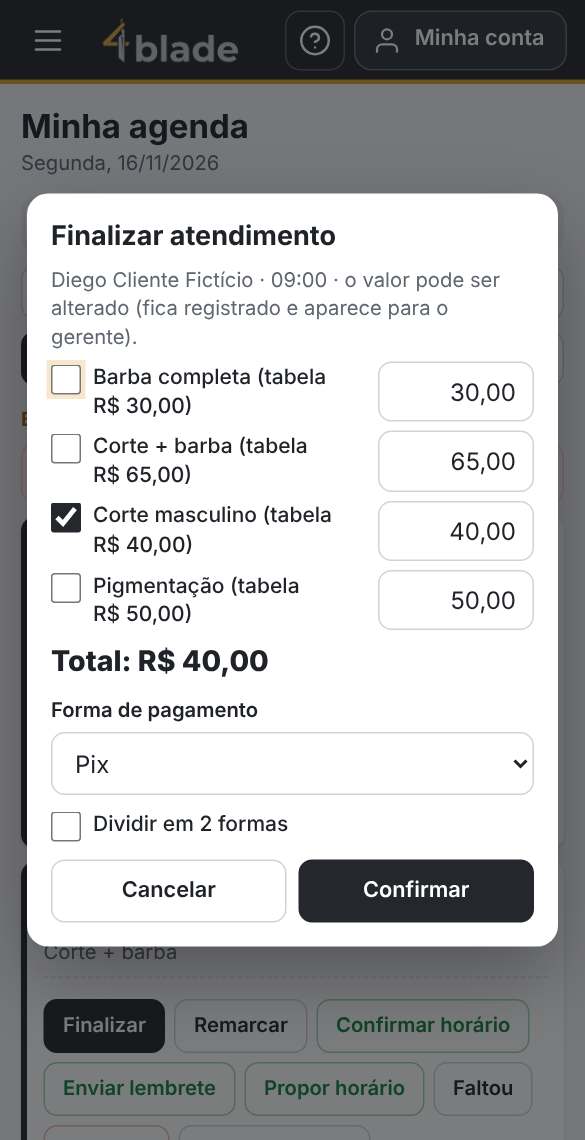 4blade
Minha conta
Minha agenda
Segunda, 16/11/2026
Finalizar atendimento
Diego Cliente Fictício · 09:00 · o valor pode ser
alterado (fica registrado e aparece para o
gerente).
Barba completa (tabela
R$ 30,00)
30,00
Corte + barba (tabela
R$ 65,00)
65,00
Corte masculino (tabela
R$ 40,00)
40,00
Pigmentação (tabela
R$ 50,00)
50,00
Total: R$ 40,00
Forma de pagamento
Pix
Dividir em 2 formas
Cancelar
Confirmar
Corte + barba
Finalizar
Remarcar
Confirmar horário
Enviar lembrete
Propor horário
Faltou